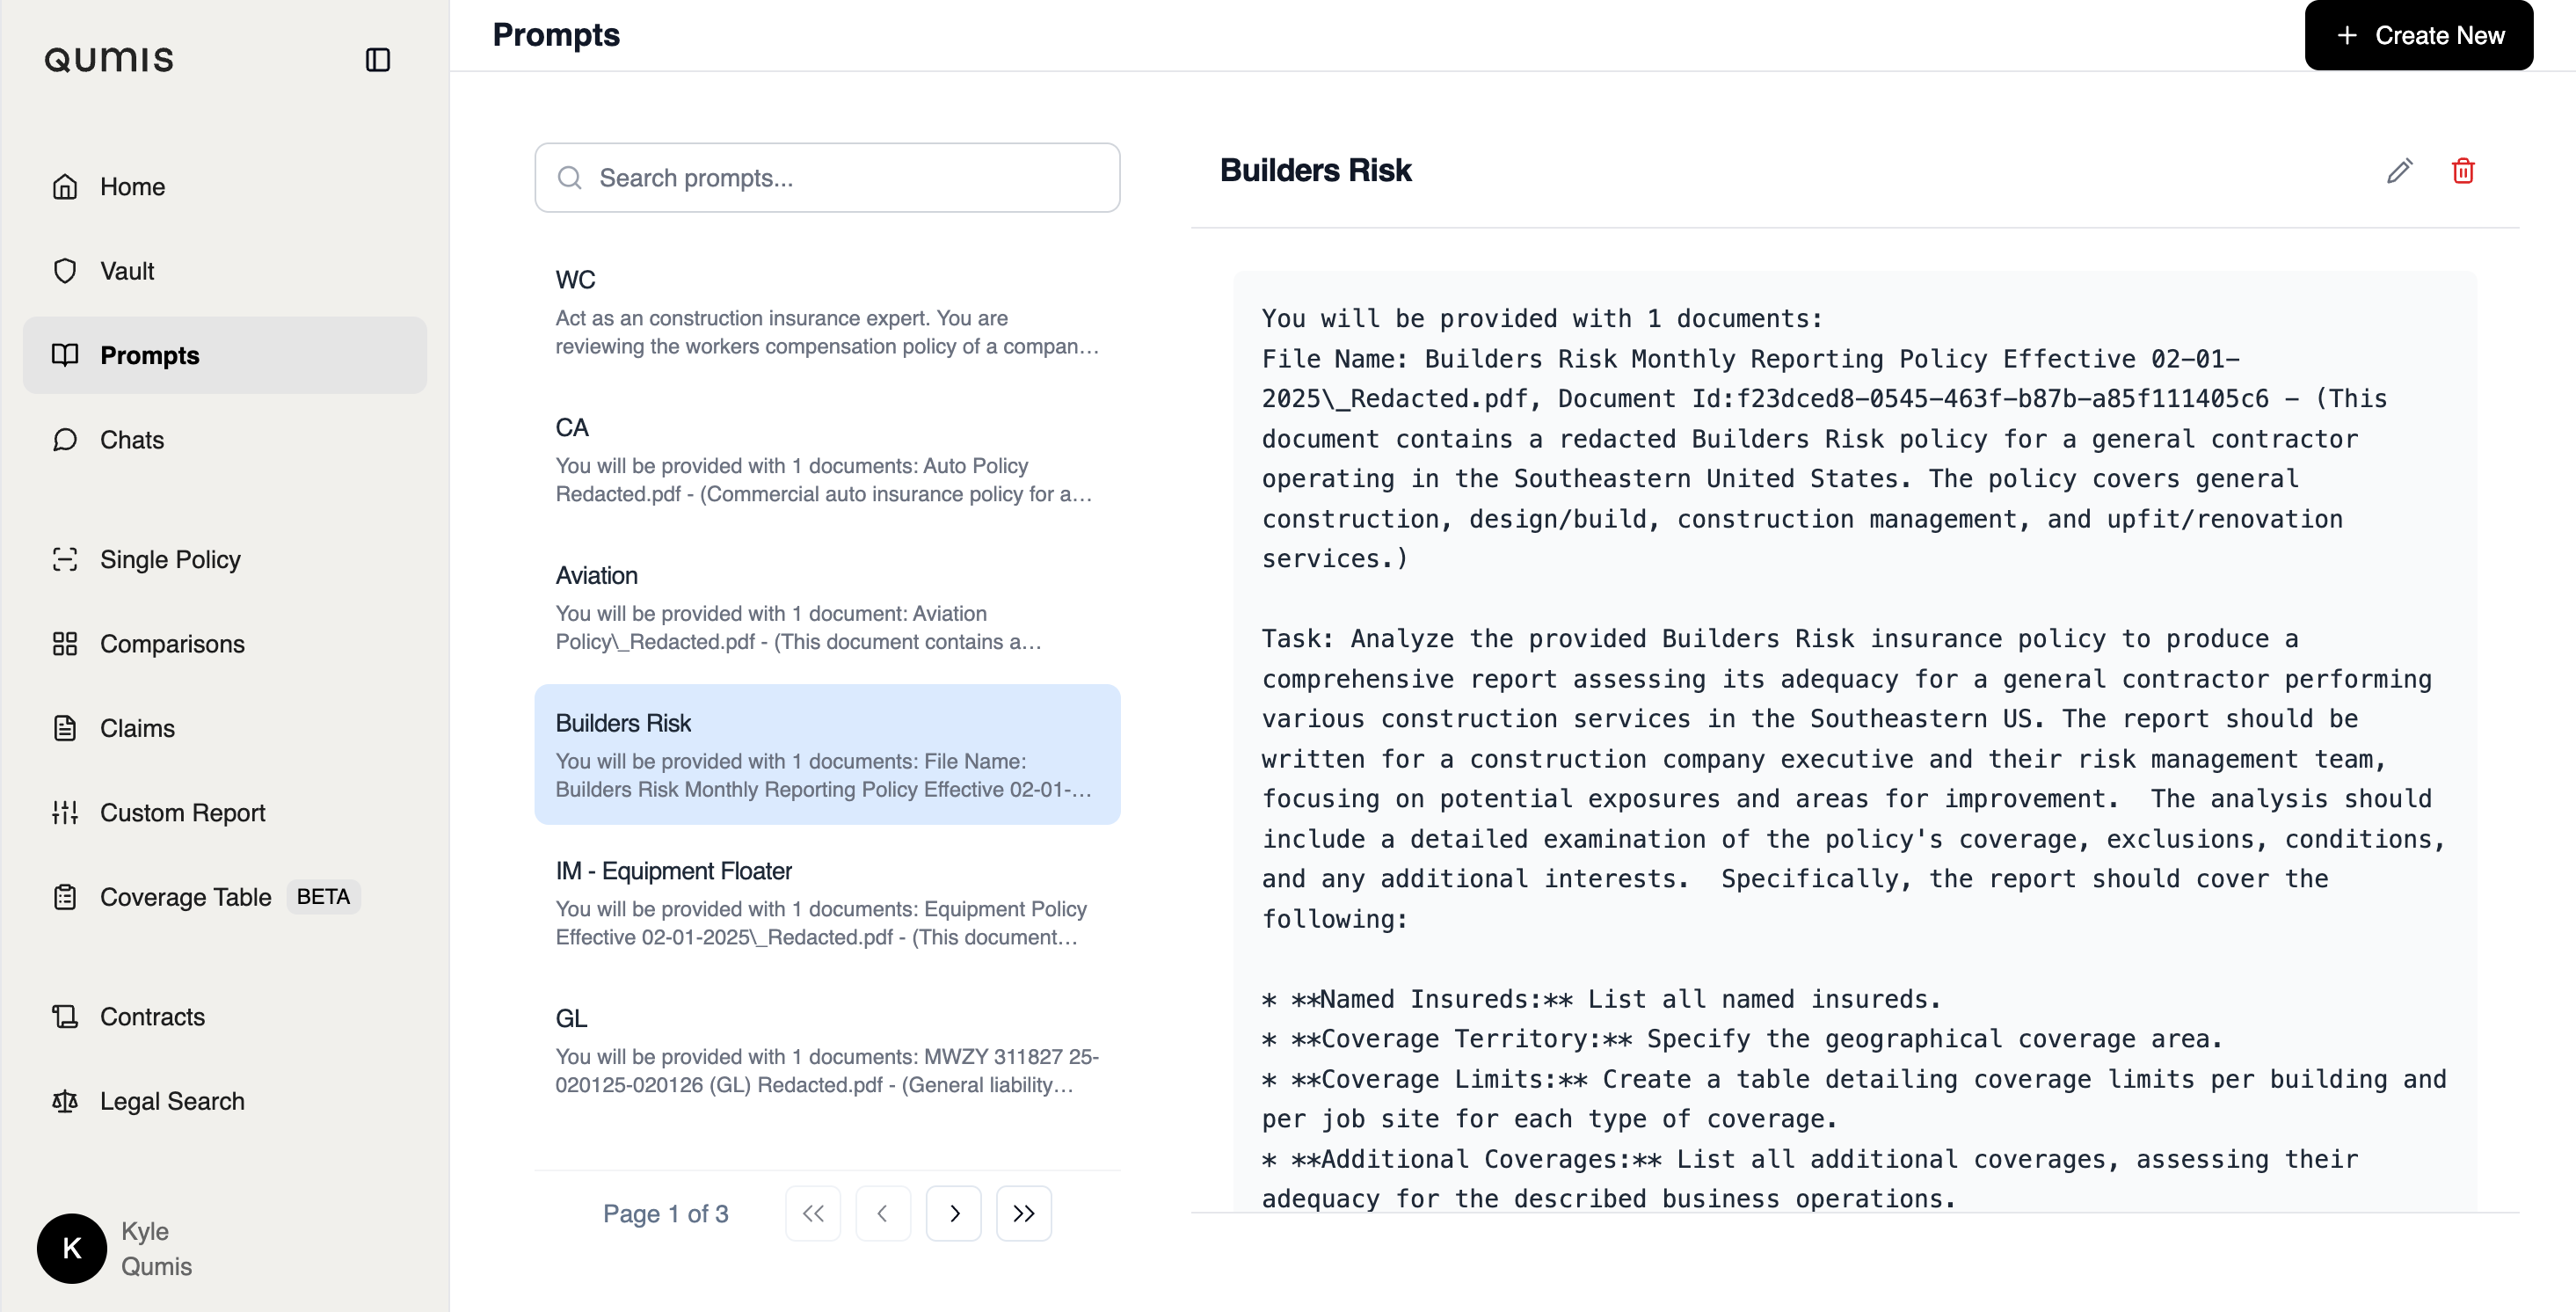 QUMIS
Home
Vault
Prompts
Chats
Single Policy
Comparisons
Claims
Custom Report
Coverage Table BETA
Contracts
Legal Search
K
Kyle
Qumis
Prompts
+ Create New
Search prompts...
WC
Act as an construction insurance expert. You are
reviewing the workers compensation policy of a compan...
CA
You will be provided with 1 documents: Auto Policy
Redacted.pdf - (Commercial auto insurance policy for a...
Aviation
You will be provided with 1 document: Aviation
Policy\_Redacted.pdf - (This document contains a...
Builders Risk
You will be provided with 1 documents: File Name:
Builders Risk Monthly Reporting Policy Effective 02-01-...
IM - Equipment Floater
You will be provided with 1 documents: Equipment Policy
Effective 02-01-2025\_Redacted.pdf - (This document...
GL
You will be provided with 1 documents: MWZY 311827 25-
020125-020126 (GL) Redacted.pdf - (General liability...
Page 1 of 3
Builders Risk
You will be provided with 1 documents:
File Name: Builders Risk Monthly Reporting Policy Effective 02-01-
2025\_Redacted.pdf, Document Id:f23dced8-0545-463f-b87b-a85f111405c6 - (This
document contains a redacted Builders Risk policy for a general contractor
operating in the Southeastern United States. The policy covers general
construction, design/build, construction management, and upfit/renovation
services.)
Task: Analyze the provided Builders Risk insurance policy to produce a
comprehensive report assessing its adequacy for a general contractor performing
various construction services in the Southeastern US. The report should be
written for a construction company executive and their risk management team,
focusing on potential exposures and areas for improvement.  The analysis should
include a detailed examination of the policy's coverage, exclusions, conditions,
and any additional interests.  Specifically, the report should cover the
following:
* **Named Insureds:** List all named insureds.
* **Coverage Territory:** Specify the geographical coverage area.
* **Coverage Limits:** Create a table detailing coverage limits per building and
per job site for each type of coverage.
* **Additional Coverages:** List all additional coverages, assessing their
adequacy for the described business operations.